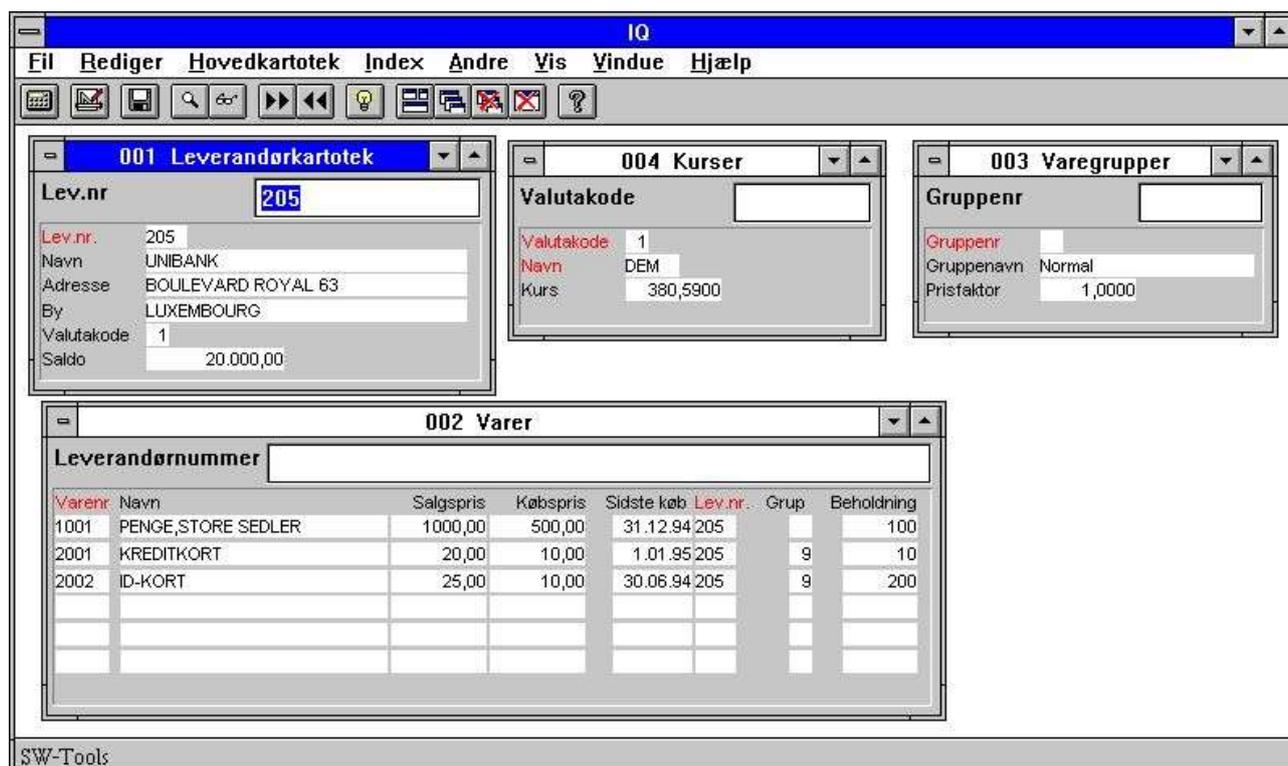 IQ
Fil Rediger Hovedkartotek Index Andre Vis Vindue Hjælp
001 Leverandørkartotek
Lev.nr 205
Lev.nr. 205
Navn UNIBANK
Adresse BOULEVARD ROYAL 63
By LUXEMBOURG
Valutakode 1
Saldo 20.000,00
004 Kurser
Valutakode
Valutakode 1
Navn DEM
Kurs 380,5900
003 Varegrupper
Gruppenr
Gruppenr
Gruppenavn Normal
Prisfaktor 1,0000
002 Varer
Leverandørnummer
Varenr Navn Salgspris Købspris Sidste køb Lev.nr. Grup Beholdning
1001 PENGE,STORE SEDLER 1000,00 500,00 31.12.94 205 100
2001 KREDITKORT 20,00 10,00 1.01.95 205 9 10
2002 ID-KORT 25,00 10,00 30.06.94 205 9 200
SW-Tools